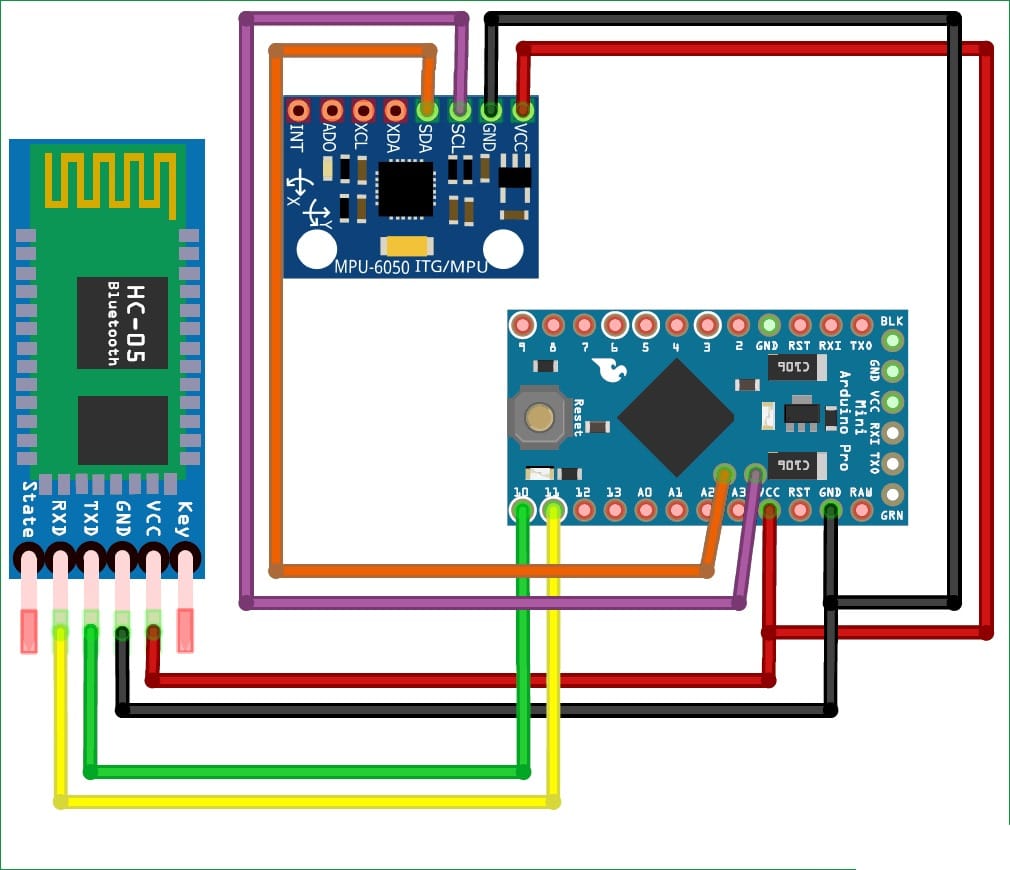 INT ADO XCL XDA SDA SCL GND VCC
X
Y
MPU-6050 ITG/MPU
HC-05
Bluetooth
State RXD TXD GND VCC Key
9 8 7 6 5 4 3 2 GND RST RXI TXO BLK
GND VCC RXI TXO GRN
C106
Reset
Arduino Pro
Mini
C106
10 11 12 13 A0 A1 A2 A3 VCC RST GND RAW